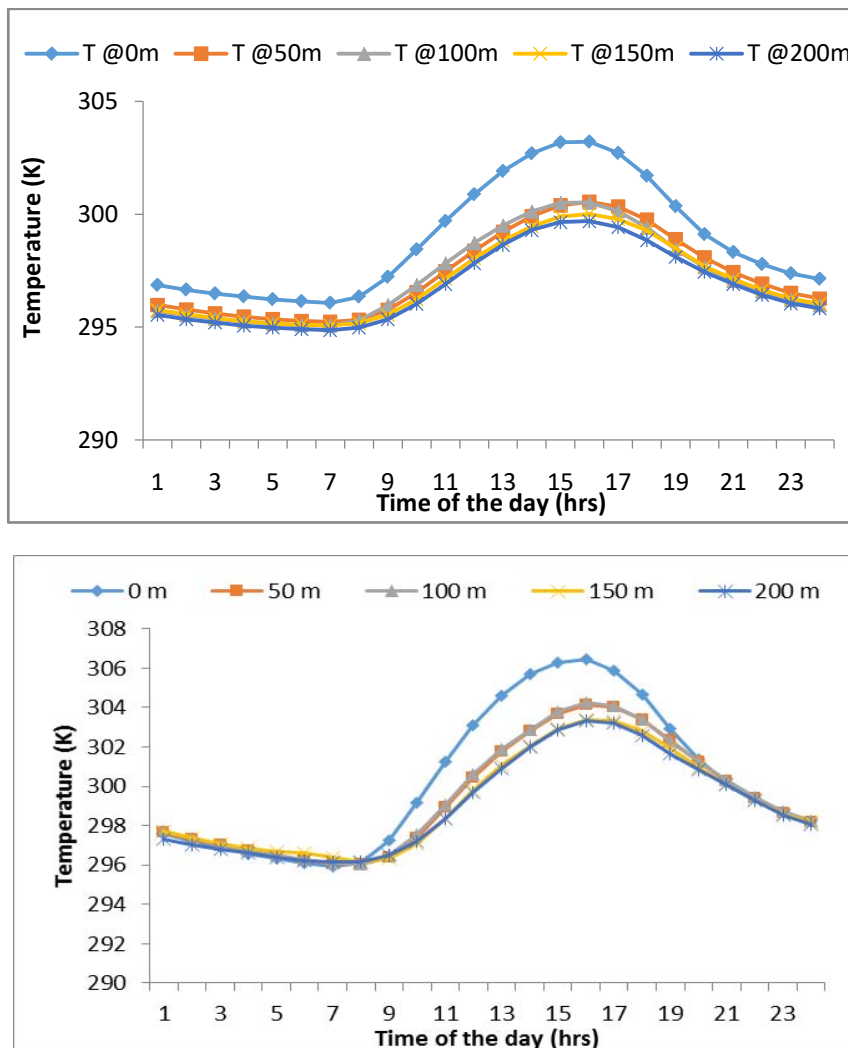 T @0m T @50m T @100m T @150m T @200m
305
300
295
290
Temperature (K)
1 3 5 7 9 11 13 15 17 19 21 23
Time of the day (hrs)
0 m 50 m 100 m 150 m 200 m
308
306
304
302
300
298
296
294
292
290
Temperature (K)
1 3 5 7 9 11 13 15 17 19 21 23
Time of the day (hrs)